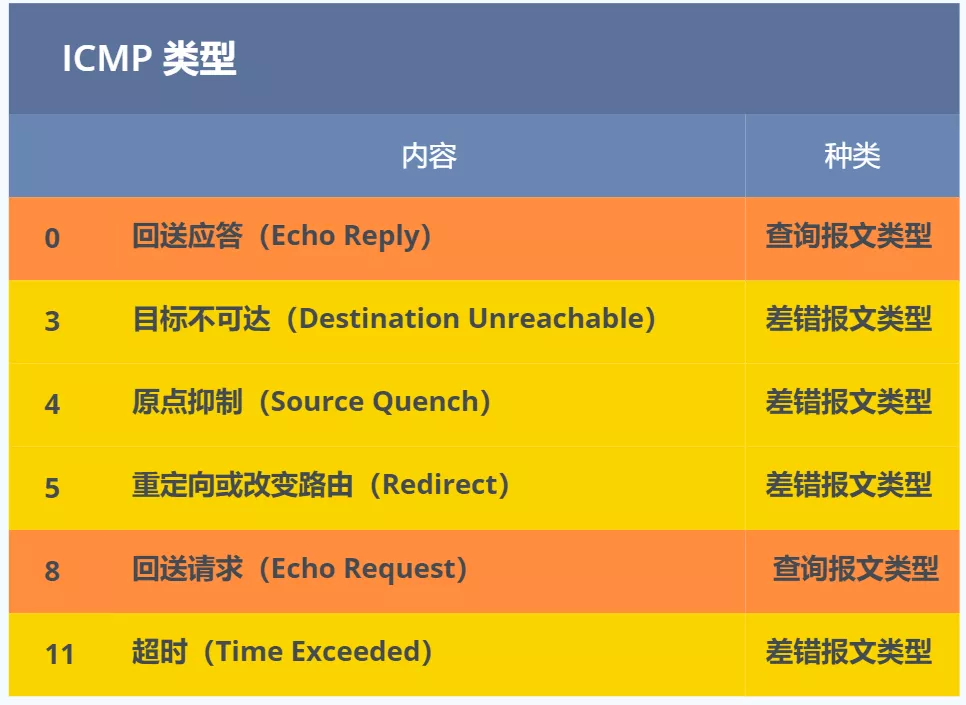 ICMP 类型
内容 种类
0 回送应答（Echo Reply） 查询报文类型
3 目标不可达（Destination Unreachable） 差错报文类型
4 原点抑制（Source Quench） 差错报文类型
5 重定向或改变路由（Redirect） 差错报文类型
8 回送请求（Echo Request） 查询报文类型
11 超时（Time Exceeded） 差错报文类型